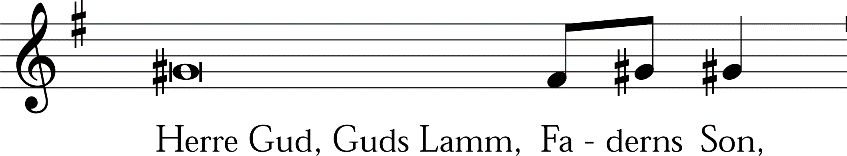 Herre Gud, Guds Lamm, Fa - derns Son,